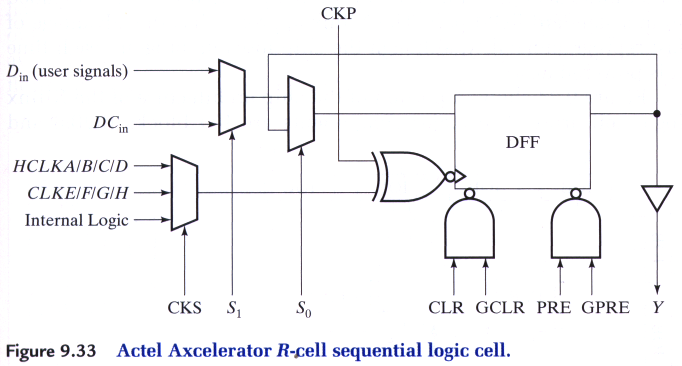 CKP
D_in (user signals)
DC_in
DFF
HCLKA/B/C/D
CLKE/F/G/H
Internal Logic
CKS S_1 S_0 CLR GCLR PRE GPRE Y
Figure 9.33 Actel Axcelerator R-cell sequential logic cell.